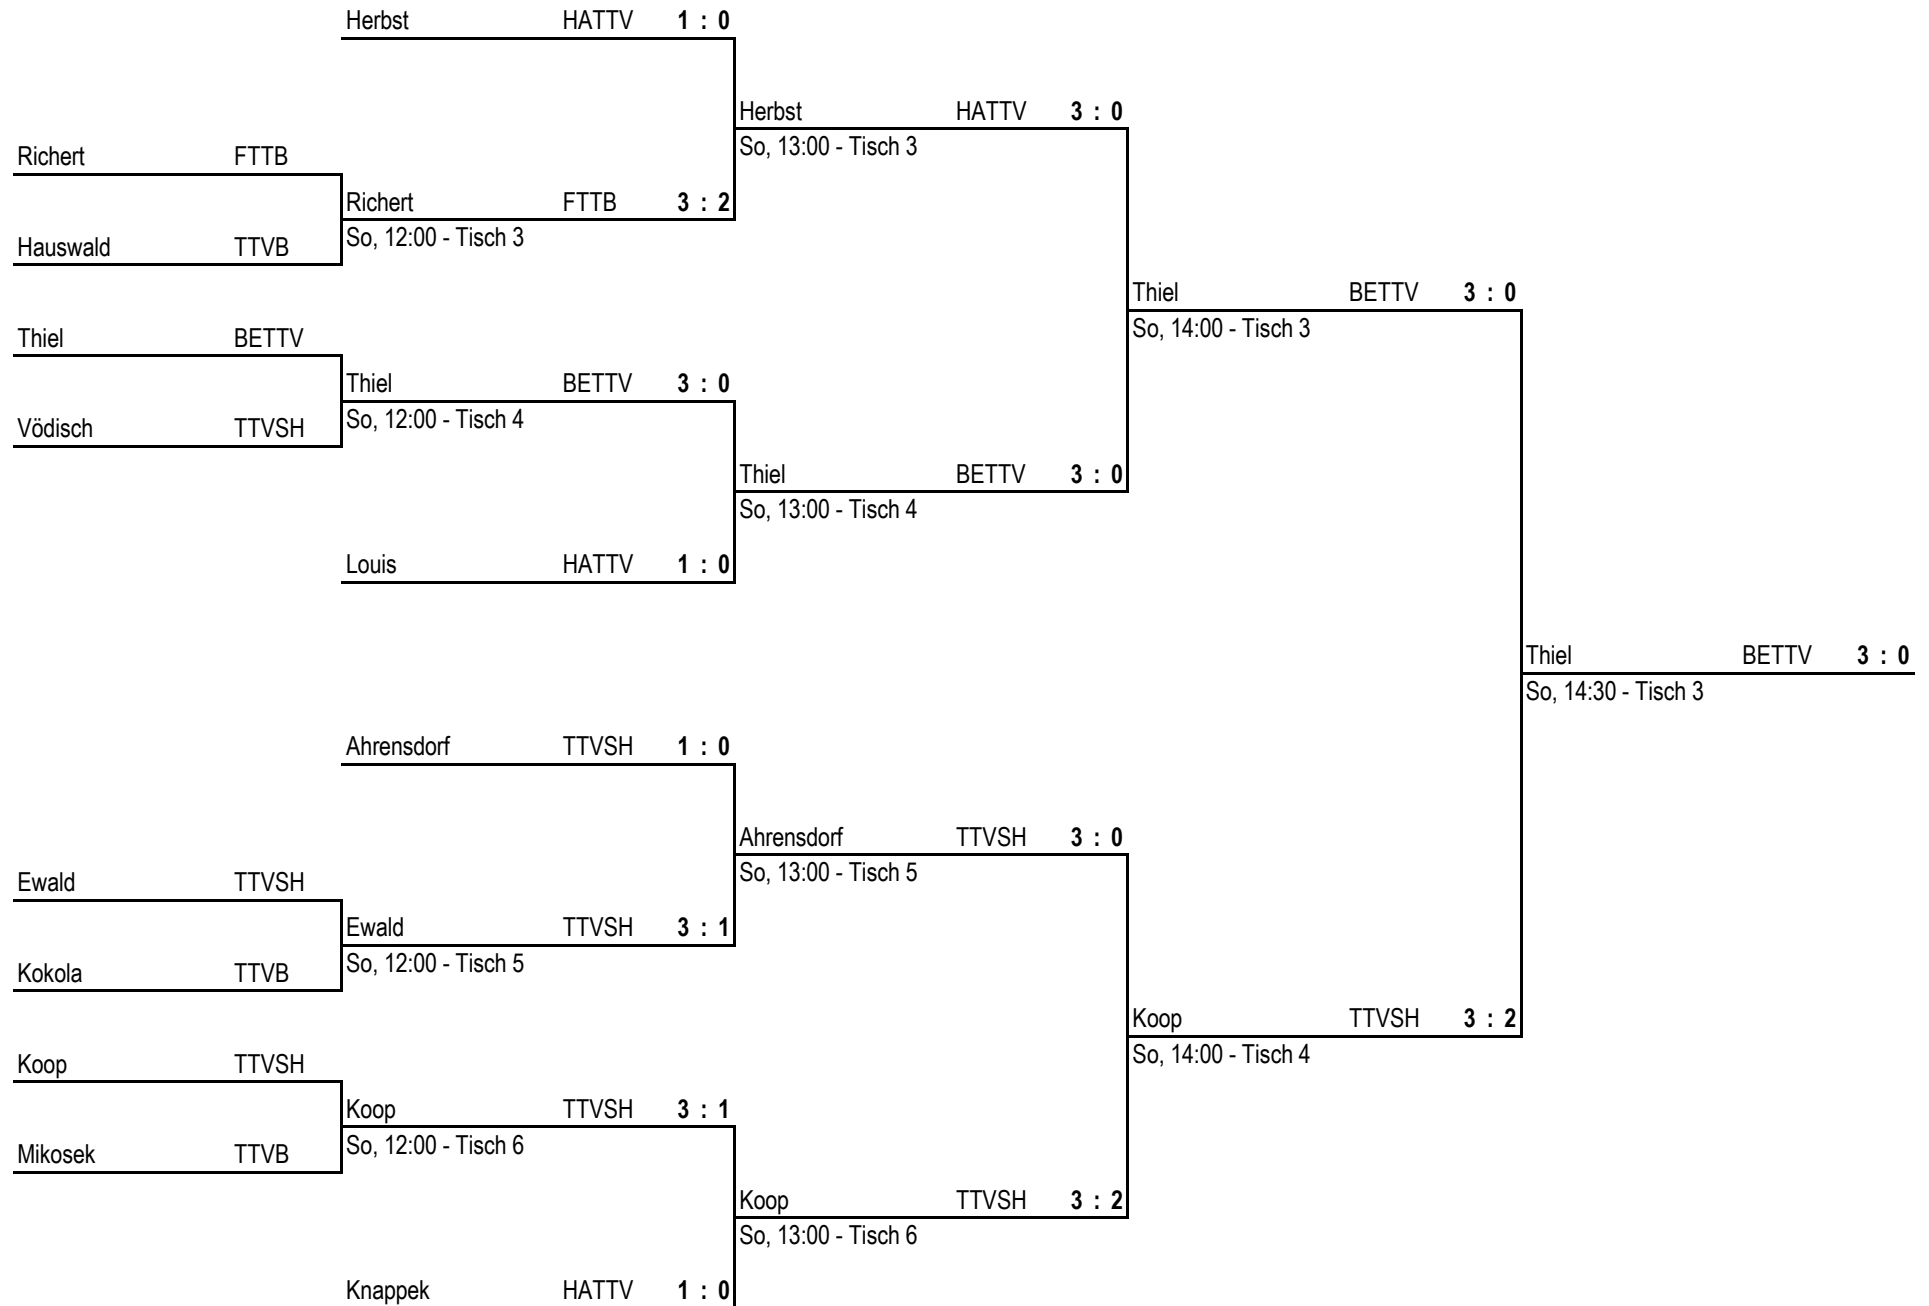 Herbst HATTV 1 : 0
Herbst HATTV 3 : 0
So, 13:00 - Tisch 3
Richert FTTB
Richert FTTB 3 : 2
So, 12:00 - Tisch 3
Hauswald TTVB
Thiel BETTV 3 : 0
So, 14:00 - Tisch 3
Thiel BETTV
Thiel BETTV 3 : 0
So, 12:00 - Tisch 4
Vödisch TTVSH
Thiel BETTV 3 : 0
So, 13:00 - Tisch 4
Louis HATTV 1 : 0
Thiel BETTV 3 : 0
So, 14:30 - Tisch 3
Ahrensdorf TTVSH 1 : 0
Ahrensdorf TTVSH 3 : 0
So, 13:00 - Tisch 5
Ewald TTVSH
Ewald TTVSH 3 : 1
So, 12:00 - Tisch 5
Kokola TTVB
Koop TTVSH 3 : 2
So, 14:00 - Tisch 4
Koop TTVSH
Koop TTVSH 3 : 1
So, 12:00 - Tisch 6
Mikosek TTVB
Koop TTVSH 3 : 2
So, 13:00 - Tisch 6
Knappek HATTV 1 : 0